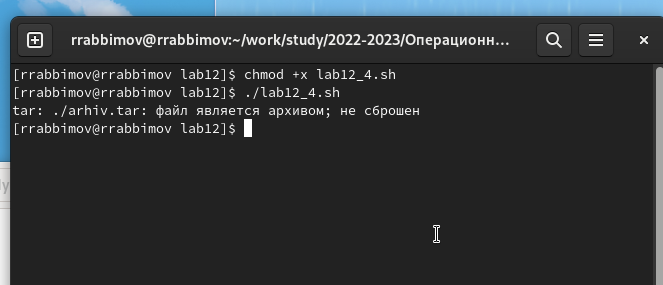 rrabbimov@rrabbimov:~/work/study/2022-2023/Операционн...
[rrabbimov@rrabbimov lab12]$ chmod +x lab12_4.sh
[rrabbimov@rrabbimov lab12]$ ./lab12_4.sh
tar: ./arhiv.tar: файл является архивом; не сброшен
[rrabbimov@rrabbimov lab12]$